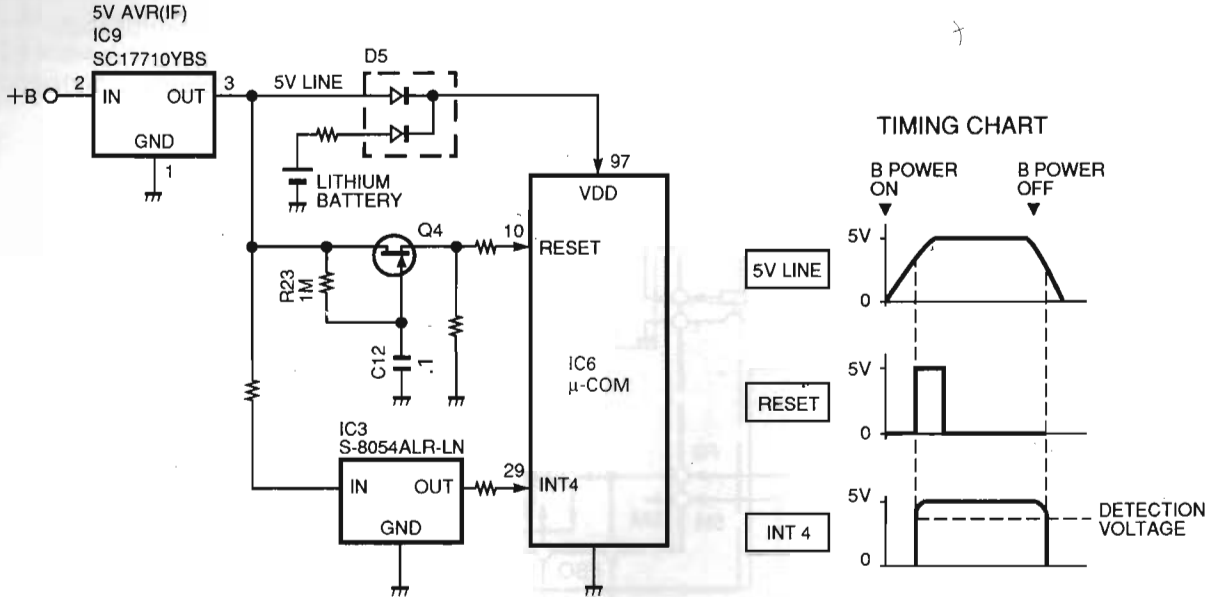 5V AVR(IF)
IC9
SC17710YBS
+B
2
IN
OUT
3
GND
1
5V LINE
D5
LITHIUM
BATTERY
97
VDD
Q4
10
RESET
R23
1M
C12
.1
IC6
μ-COM
IC3
S-8054ALR-LN
IN
OUT
GND
29
INT4
TIMING CHART
B POWER
ON
B POWER
OFF
5V LINE
5V
0
RESET
5V
0
INT 4
5V
0
DETECTION
VOLTAGE